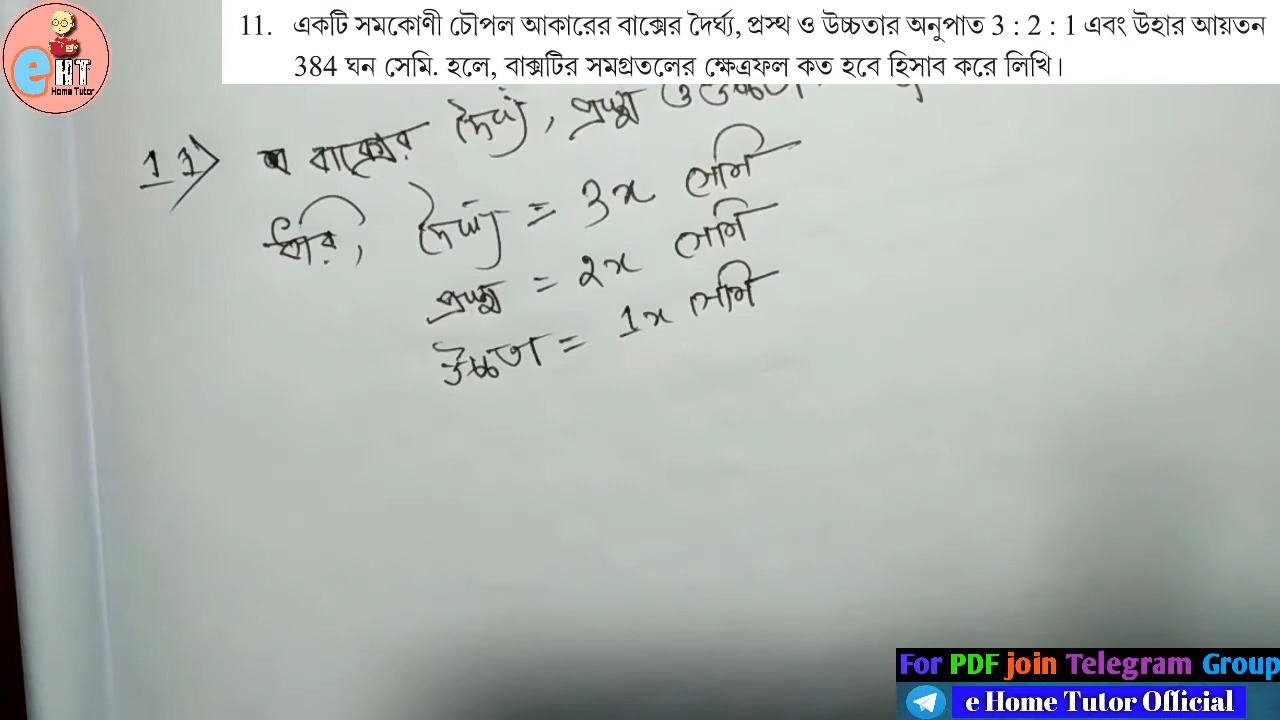 e
HT
Home Tutor
11. একটি সমকোণী চৌপল আকারের বাক্সের দৈর্ঘ্য, প্রস্থ ও উচ্চতার অনুপাত 3 : 2 : 1 এবং উহার আয়তন
384 ঘন সেমি. হলে, বাক্সটির সমগ্রতলের ক্ষেত্রফল কত হবে হিসাব করে লিখি।
11> বাক্সের দৈর্ঘ্য, প্রস্থ ও উচ্চতা
ধরি, দৈর্ঘ্য = 3x সেমি
প্রস্থ = 2x সেমি
উচ্চতা = 1x সেমি
For PDF join Telegram Group
e Home Tutor Official